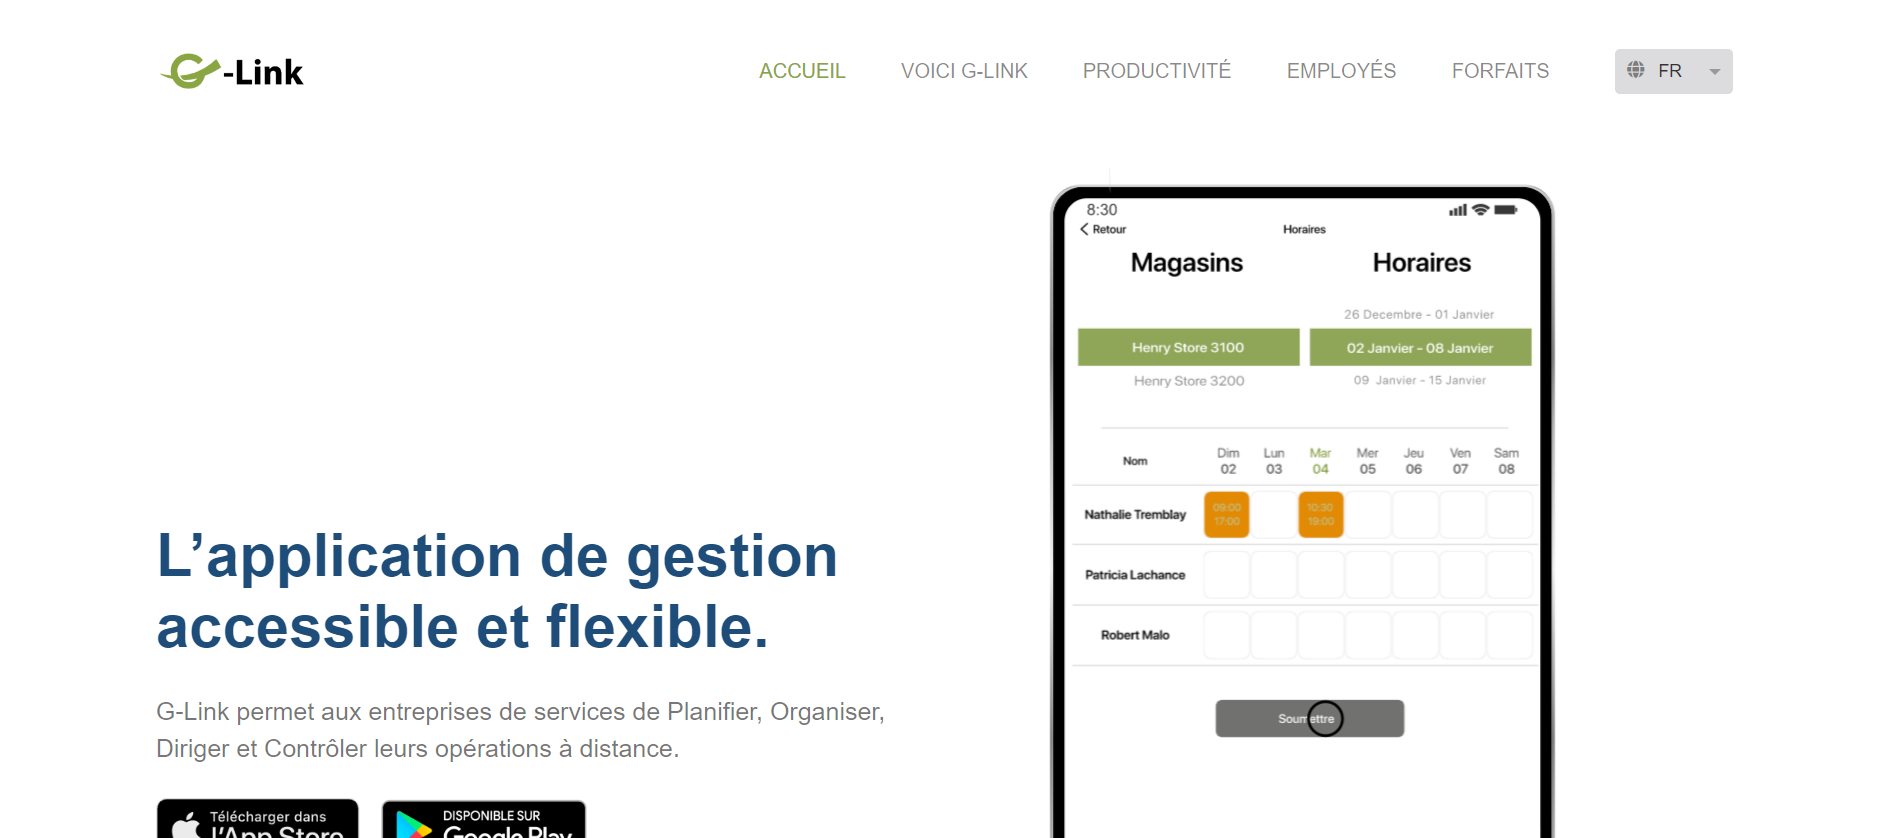 G-Link
ACCUEIL
VOICI G-LINK
PRODUCTIVITÉ
EMPLOYÉS
FORFAITS
FR
L’application de gestion
accessible et flexible.
G-Link permet aux entreprises de services de Planifier, Organiser,
Diriger et Contrôler leurs opérations à distance.
Télécharger dans
l'App Store
DISPONIBLE SUR
Google Play
8:30
Retour
Horaires
Magasins
Horaires
26 Decembre - 01 Janvier
Henry Store 3100
02 Janvier - 08 Janvier
Henry Store 3200
09 Janvier - 15 Janvier
Nom
Dim Lun Mar Mer Jeu Ven Sam
02 03 04 05 06 07 08
Nathalie Tremblay
09:00
17:00
10:30
19:00
Patricia Lachance
Robert Malo
Soumettre